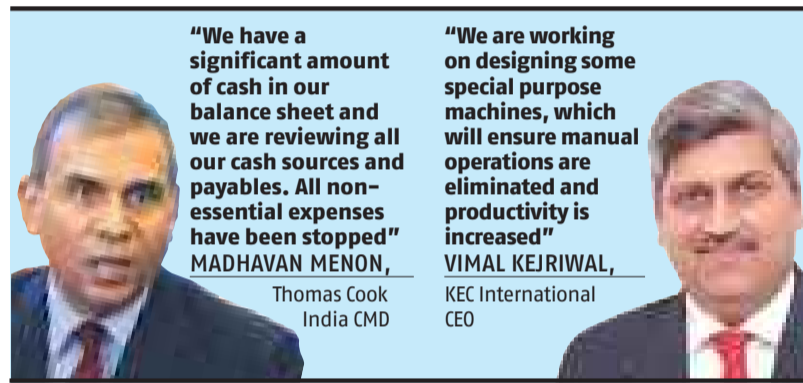 “We have a
significant amount
of cash in our
balance sheet and
we are reviewing all
our cash sources and
payables. All non-
essential expenses
have been stopped”
MADHAVAN MENON,
Thomas Cook
India CMD
“We are working
on designing some
special purpose
machines, which
will ensure manual
operations are
eliminated and
productivity is
increased”
VIMAL KEJRIWAL,
KEC International
CEO